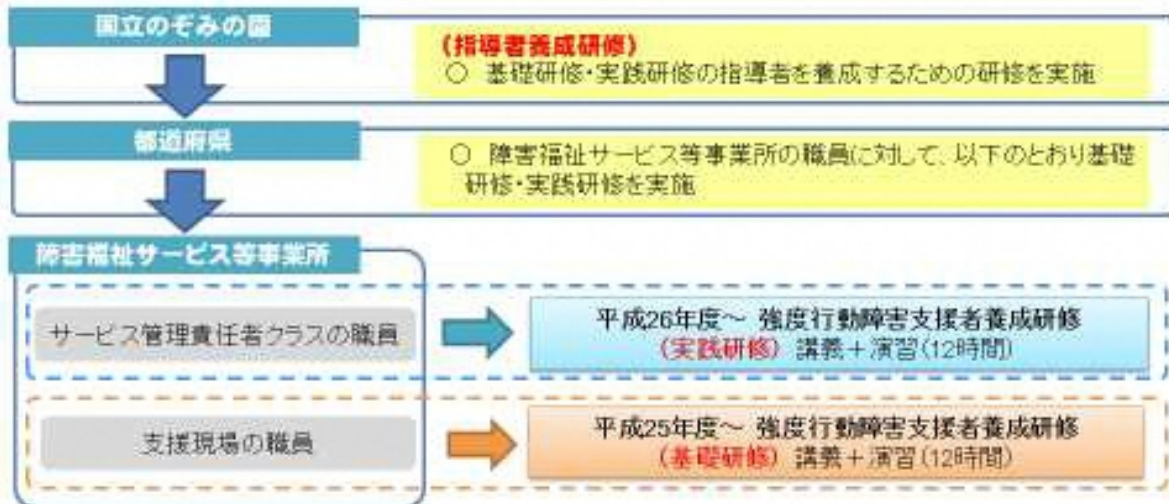 国立のぞみの園
(指導者養成研修)
○ 基礎研修・実践研修の指導者を養成するための研修を実施
都道府県
○ 障害福祉サービス等事業所の職員に対して、以下のとおり基礎
研修・実践研修を実施
障害福祉サービス等事業所
サービス管理責任者クラスの職員
平成26年度～ 強度行動障害支援者養成研修
(実践研修) 講義+演習(12時間)
支援現場の職員
平成25年度～ 強度行動障害支援者養成研修
(基礎研修) 講義+演習(12時間)